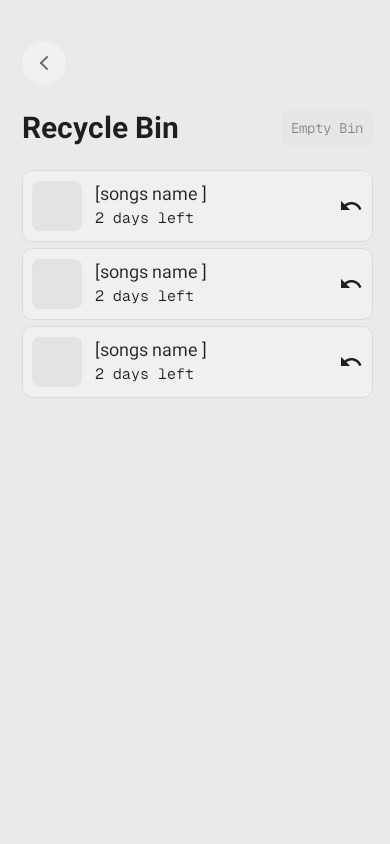 Recycle Bin
Empty Bin
[songs name ]
2 days left
[songs name ]
2 days left
[songs name ]
2 days left